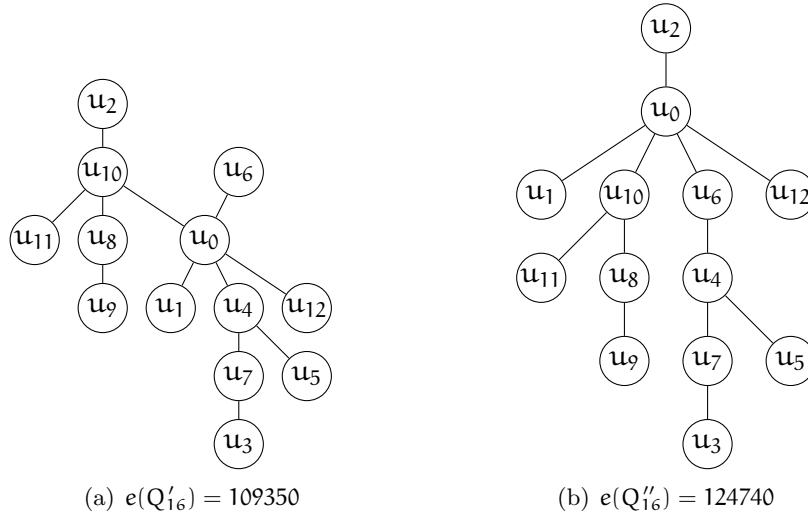 u₂
u₂
u₀
u₁₀
u₆
u₁
u₁₀
u₆
u₁₂
u₁₁
u₈
u₀
u₁₁
u₈
u₄
u₉
u₁
u₄
u₁₂
u₉
u₇
u₅
u₇
u₅
u₃
u₃
(a) e(Q′₁₆) = 109350
(b) e(Q″₁₆) = 124740